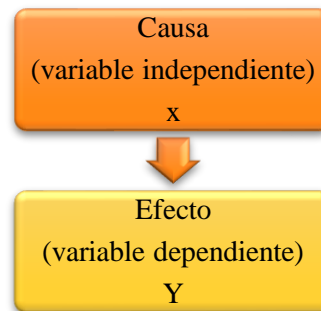 Causa
(variable independiente)
x
Efecto
(variable dependiente)
Y